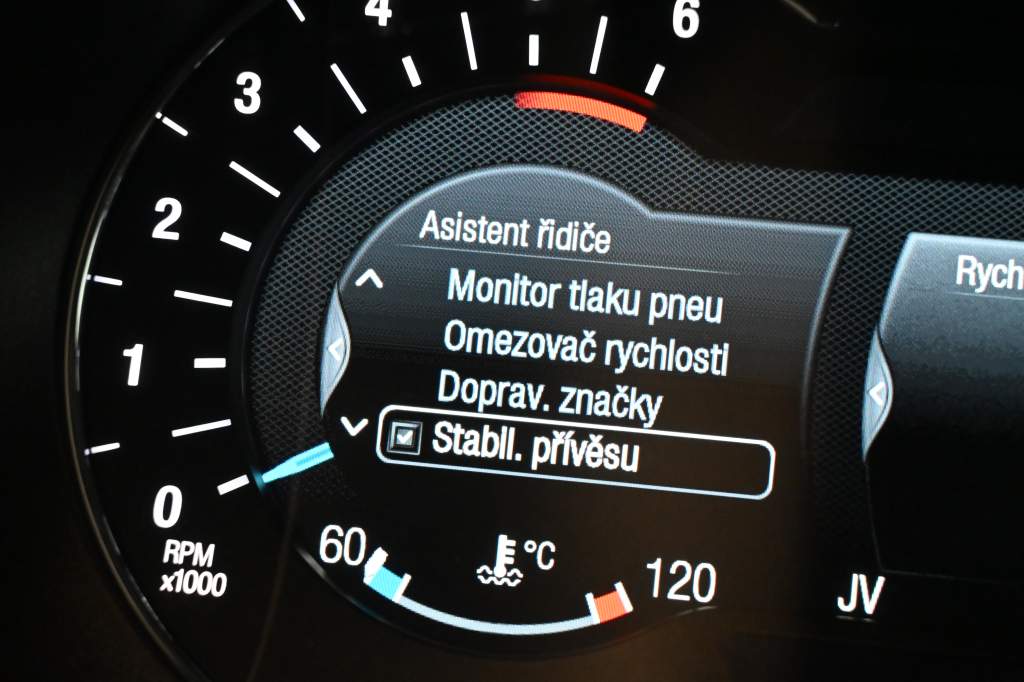 4
6
3
2
1
0
RPM
x1000
Asistent řidiče
Monitor tlaku pneu
Omezovač rychlosti
Doprav. značky
Stabil. přívěsu
60
°C
120
Rych
JV